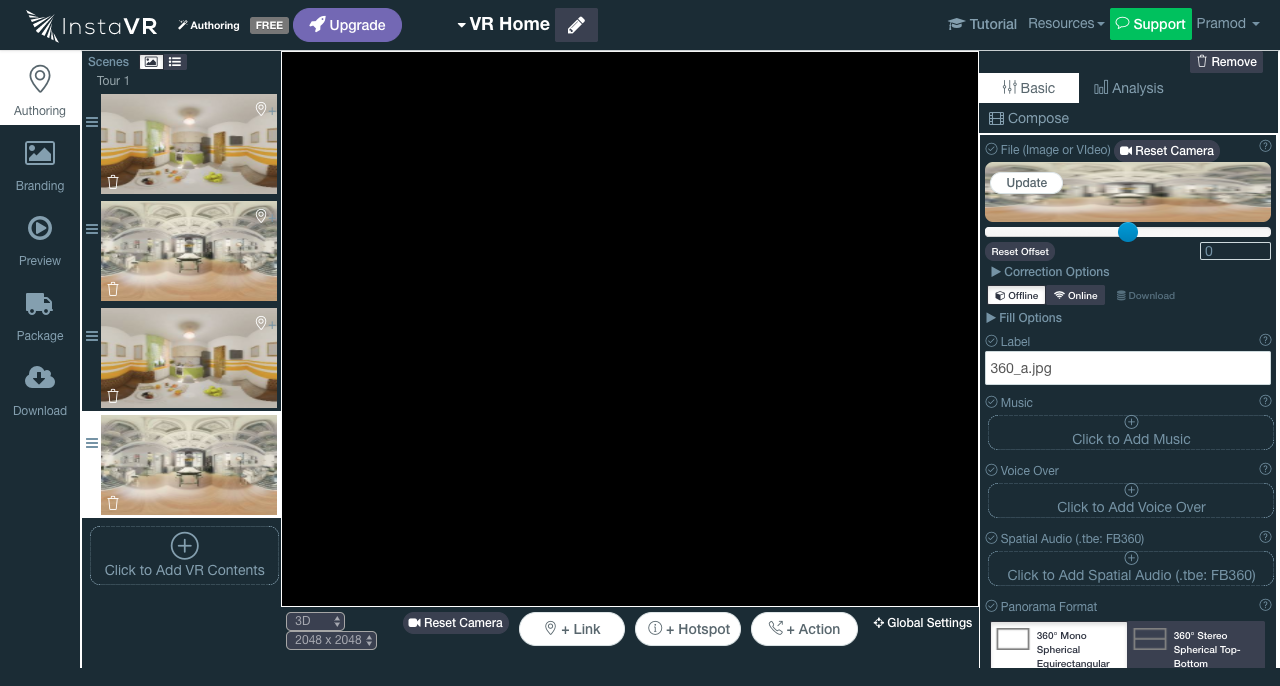 InstaVR
Authoring
FREE
Upgrade
VR Home
Tutorial
Resources
Support
Pramod
Authoring
Branding
Preview
Package
Download
Scenes
Tour 1
Click to Add VR Contents
3D
2048 x 2048
Reset Camera
+ Link
+ Hotspot
+ Action
Global Settings
Remove
Basic
Analysis
Compose
File (Image or VIdeo)
Reset Camera
Update
Reset Offset
0
Correction Options
Offline
Online
Download
Fill Options
Label
360_a.jpg
Music
Click to Add Music
Voice Over
Click to Add Voice Over
Spatial Audio (.tbe: FB360)
Click to Add Spatial Audio (.tbe: FB360)
Panorama Format
360° Mono
Spherical
Equirectangular
360° Stereo
Spherical Top-
Bottom